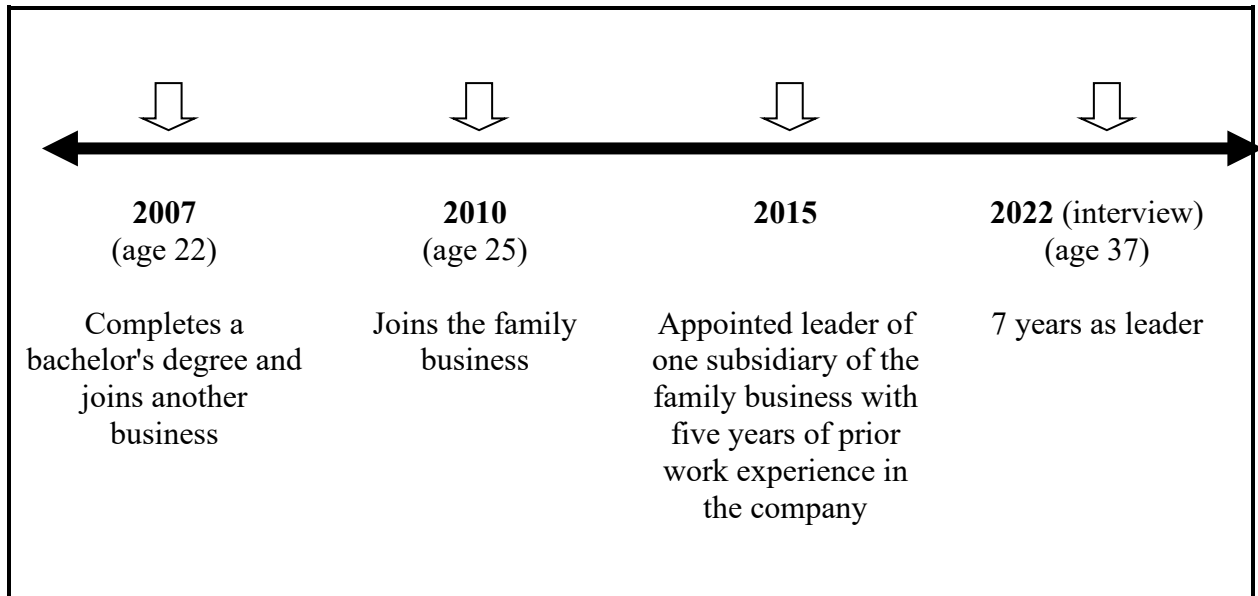 2007
(age 22)
Completes a
bachelor's degree and
joins another
business
2010
(age 25)
Joins the family
business
2015
Appointed leader of
one subsidiary of the
family business with
five years of prior
work experience in
the company
2022 (interview)
(age 37)
7 years as leader